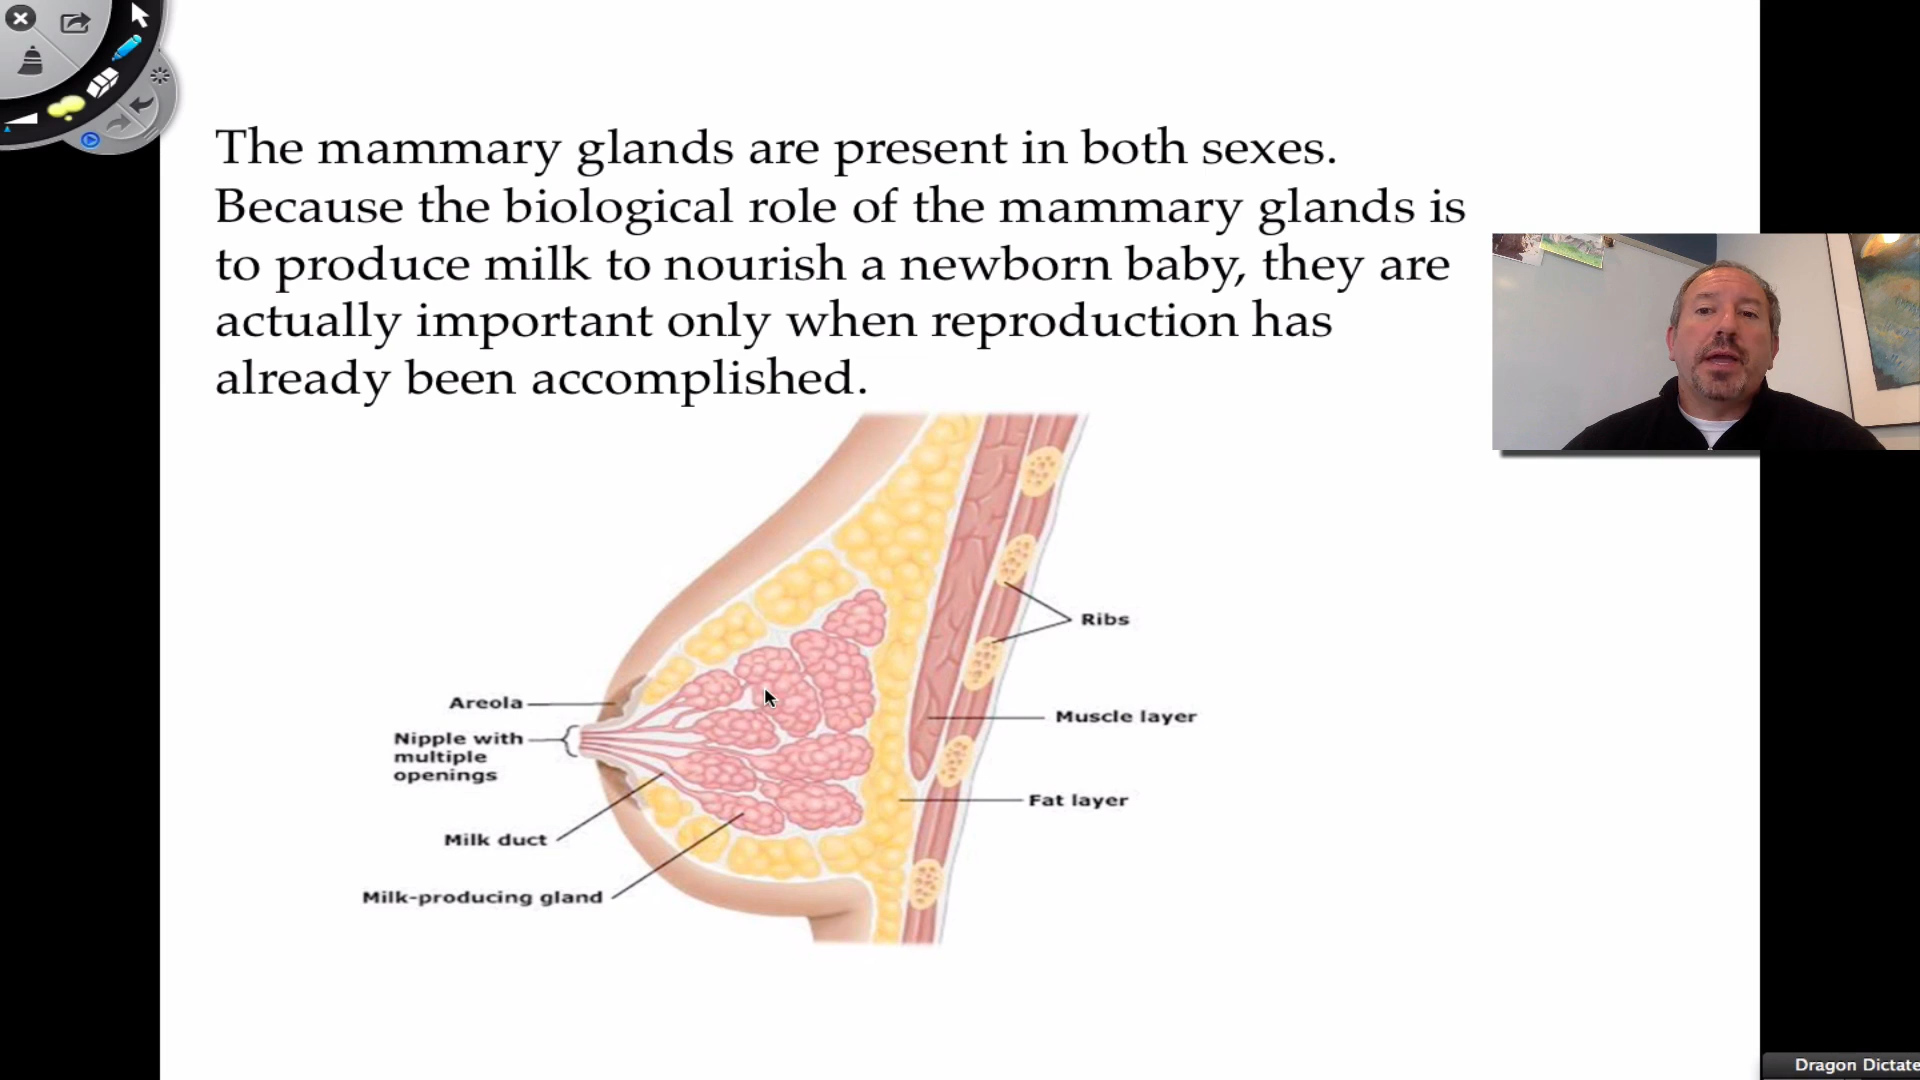 The mammary glands are present in both sexes.
Because the biological role of the mammary glands is
to produce milk to nourish a newborn baby, they are
actually important only when reproduction has
already been accomplished.
Ribs
Areola
Muscle layer
Nipple with
multiple
openings
Fat layer
Milk duct
Milk-producing gland
Dragon Dictate